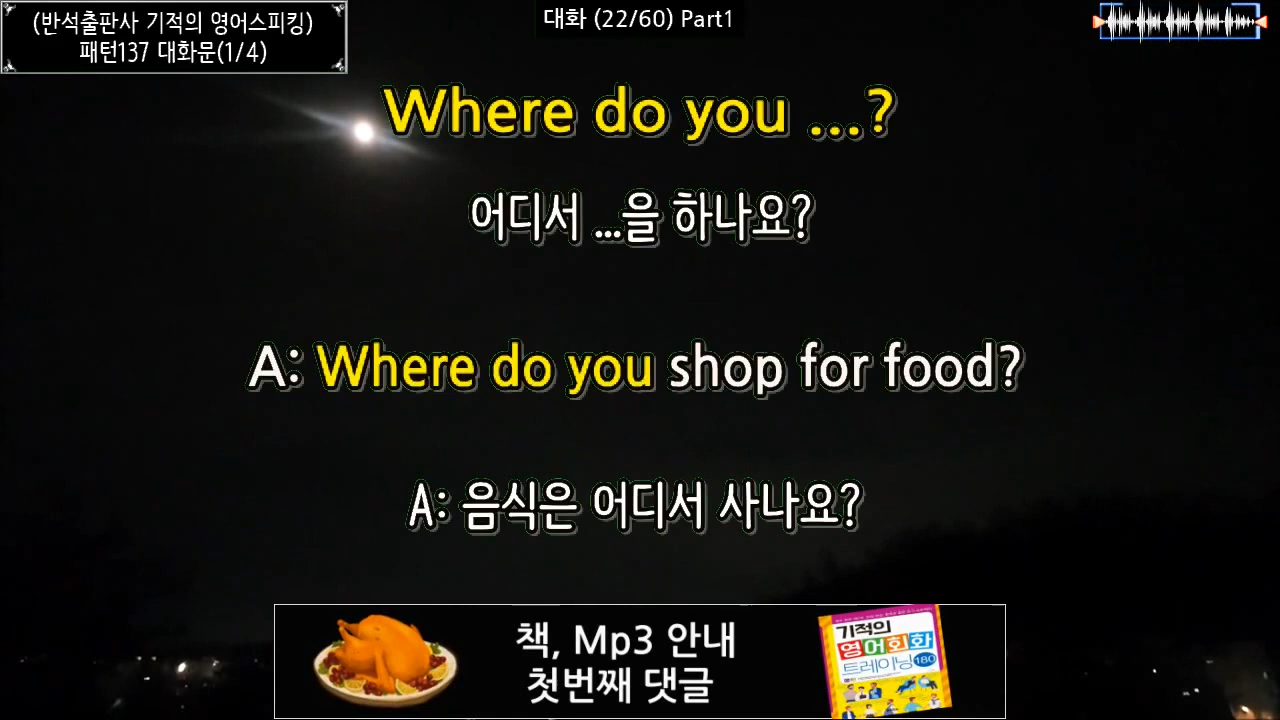 (반석출판사 기적의 영어스피킹)
패턴137 대화문(1/4)
대화 (22/60) Part1
Where do you ...?
어디서 ...을 하나요?
A: Where do you shop for food?
A: 음식은 어디서 사나요?
책, Mp3 안내
첫번째 댓글
기적의
영어회화
트레이닝 180